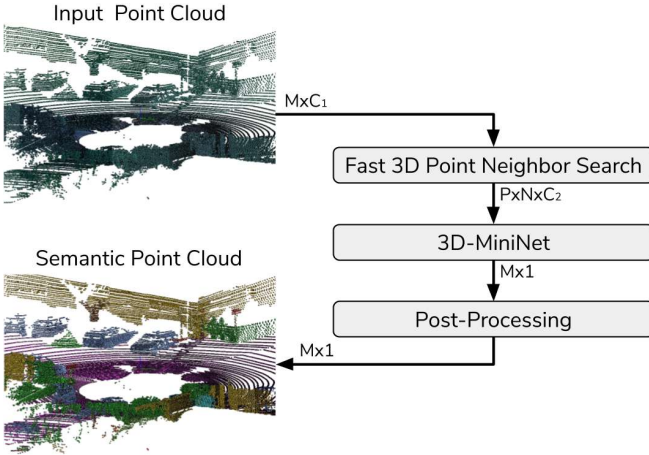 Input Point Cloud
MxC₁
Fast 3D Point Neighbor Search
PxNxC₂
3D-MiniNet
Mx1
Post-Processing
Mx1
Semantic Point Cloud